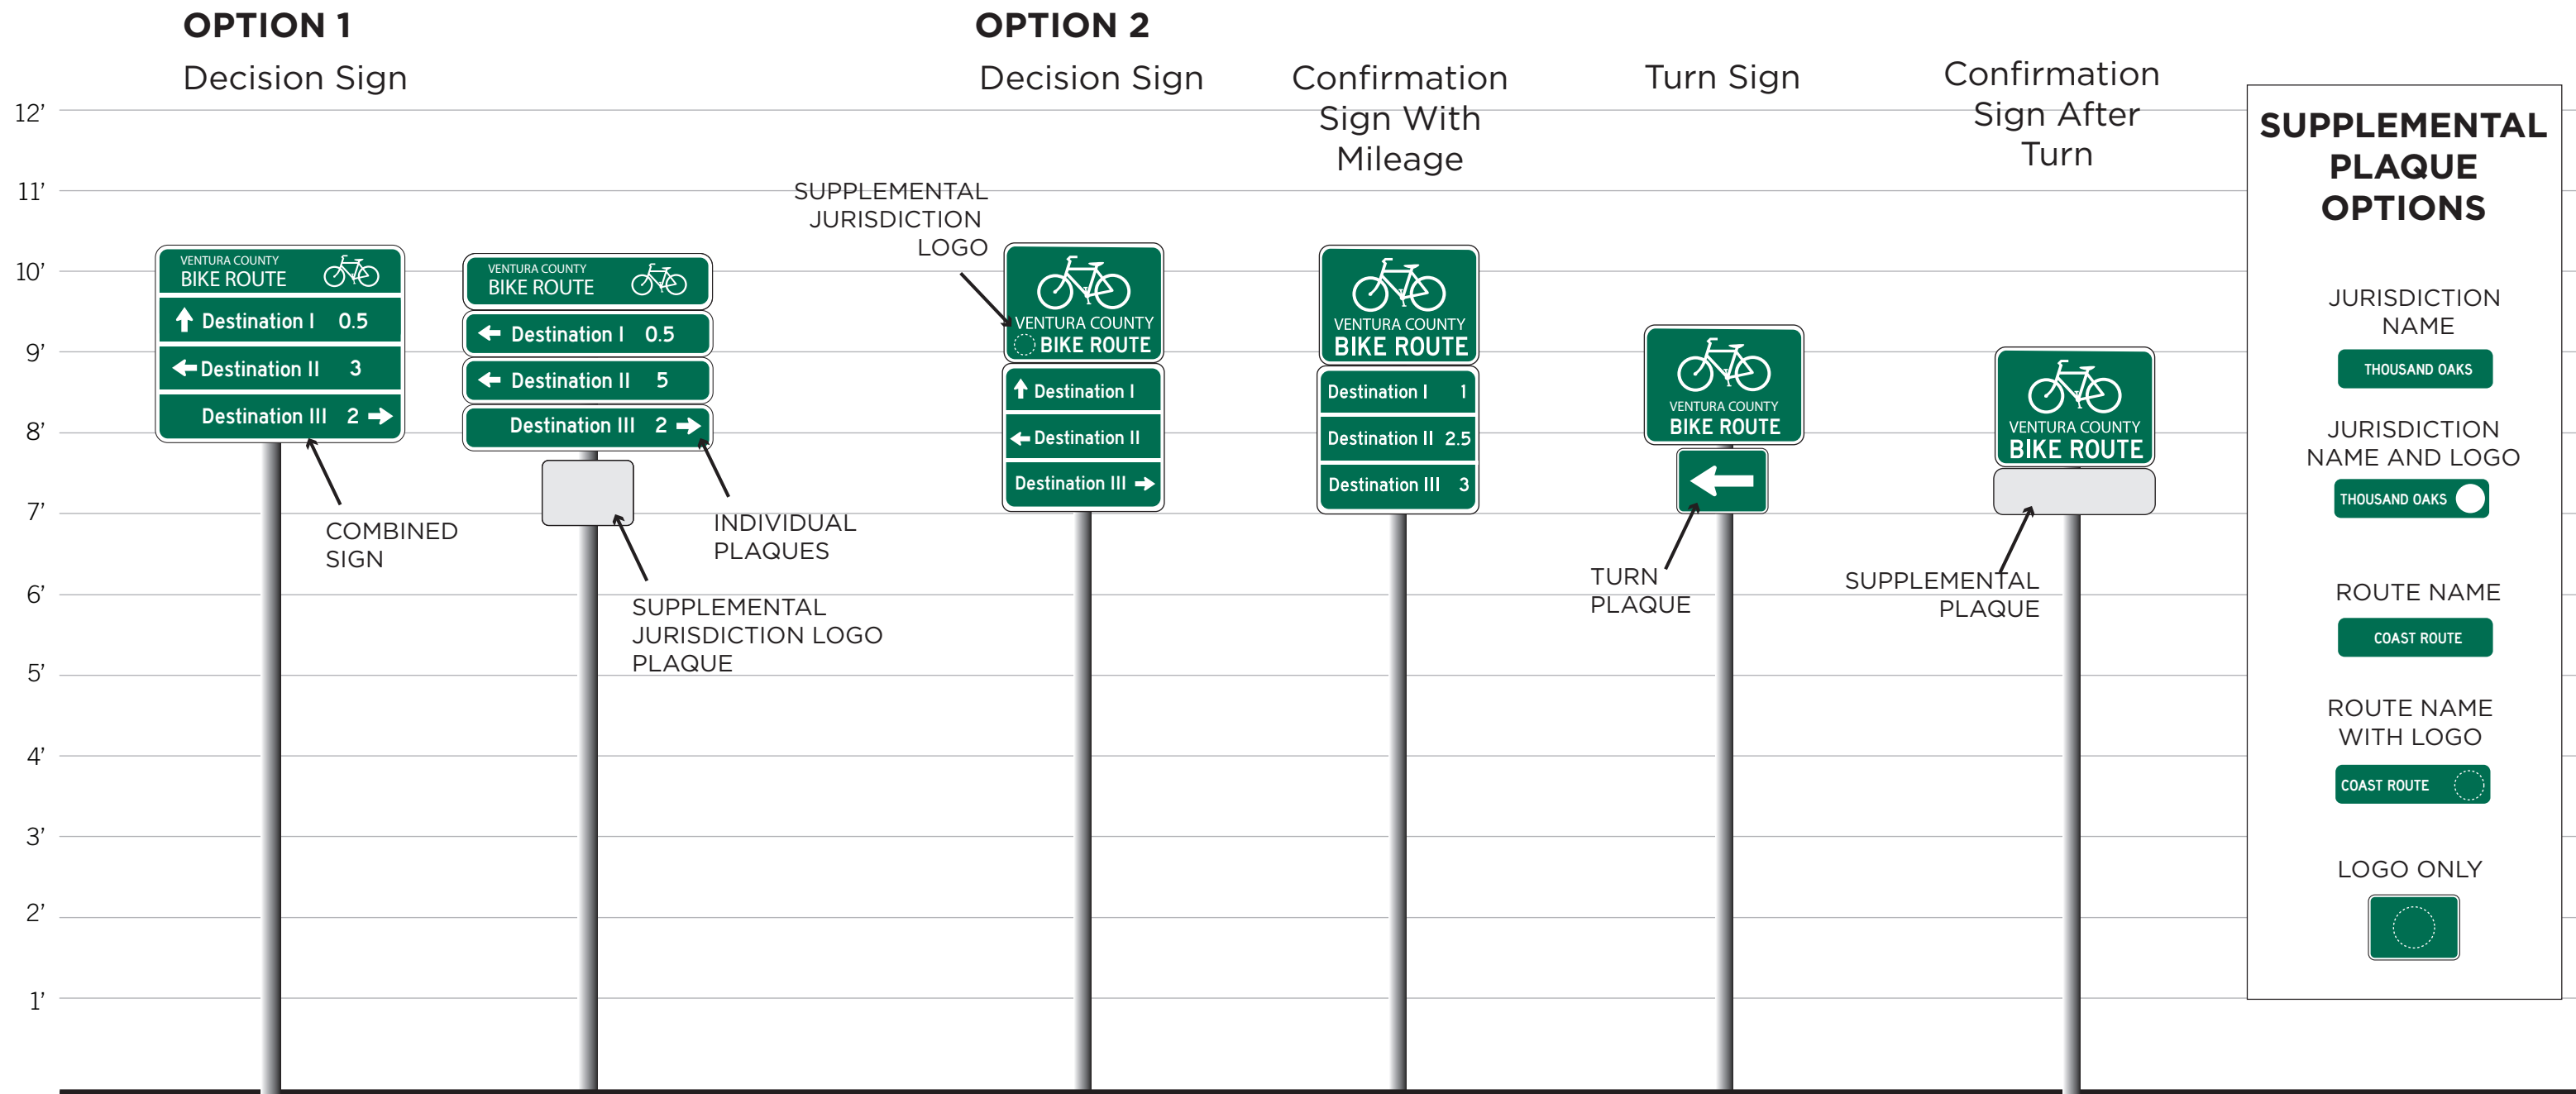 OPTION 1
Decision Sign
OPTION 2
Decision Sign
Confirmation
Sign With
Mileage
Turn Sign
Confirmation
Sign After
Turn
12'
11'
10'
9'
8'
7'
6'
5'
4'
3'
2'
1'
VENTURA COUNTY
BIKE ROUTE
Destination I 0.5
Destination II 3
Destination III 2
COMBINED
SIGN
VENTURA COUNTY
BIKE ROUTE
Destination I 0.5
Destination II 5
Destination III 2
INDIVIDUAL
PLAQUES
SUPPLEMENTAL
JURISDICTION LOGO
PLAQUE
SUPPLEMENTAL
JURISDICTION
LOGO
VENTURA COUNTY
BIKE ROUTE
Destination I
Destination II
Destination III
VENTURA COUNTY
BIKE ROUTE
Destination I 1
Destination II 2.5
Destination III 3
VENTURA COUNTY
BIKE ROUTE
TURN
PLAQUE
VENTURA COUNTY
BIKE ROUTE
SUPPLEMENTAL
PLAQUE
SUPPLEMENTAL
PLAQUE
OPTIONS
JURISDICTION
NAME
THOUSAND OAKS
JURISDICTION
NAME AND LOGO
THOUSAND OAKS
ROUTE NAME
COAST ROUTE
ROUTE NAME
WITH LOGO
COAST ROUTE
LOGO ONLY